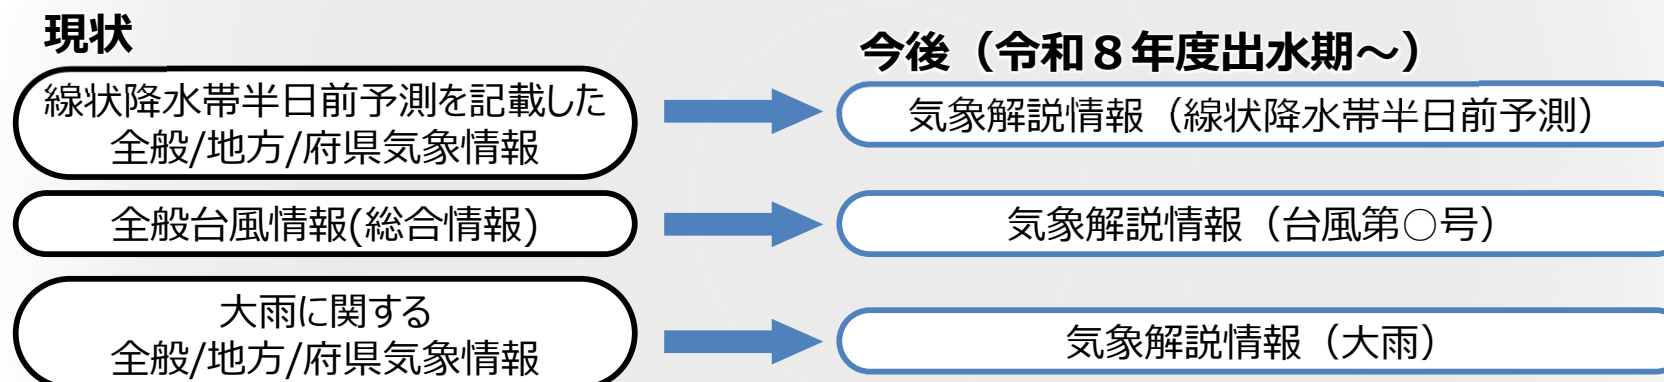 現状
今後（令和８年度出水期～）
線状降水帯半日前予測を記載した
全般/地方/府県気象情報
気象解説情報（線状降水帯半日前予測）
全般台風情報(総合情報)
気象解説情報（台風第○号）
大雨に関する
全般/地方/府県気象情報
気象解説情報（大雨）